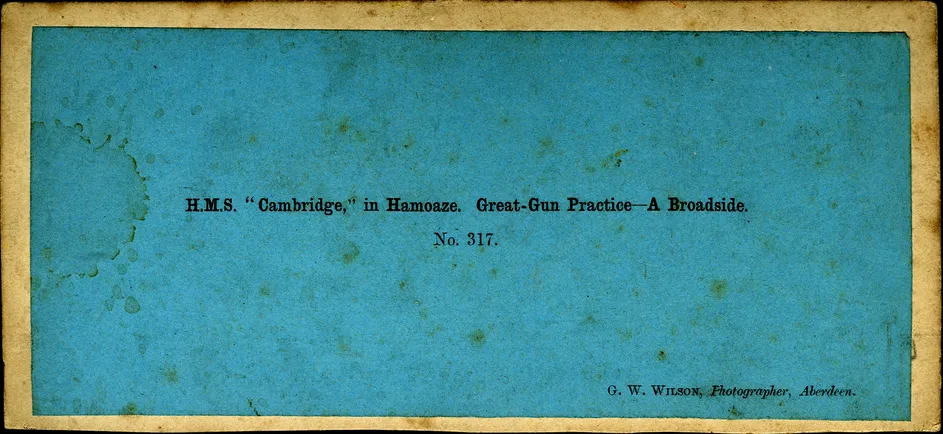 H.M.S. "Cambridge," in Hamoaze. Great-Gun Practice—A Broadside.
No. 317.
G. W. Wilson, Photographer, Aberdeen.